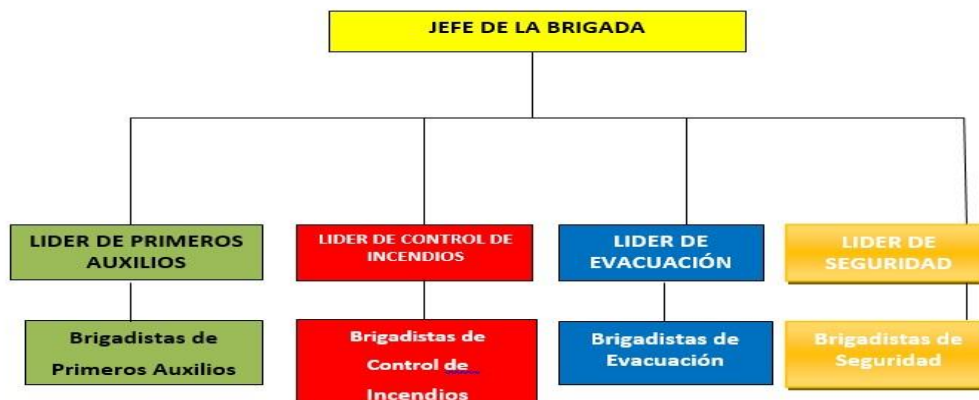 JEFE DE LA BRIGADA
LIDER DE PRIMEROS
AUXILIOS
LIDER DE CONTROL DE
INCENDIOS
LIDER DE
EVACUACIÓN
LIDER DE
SEGURIDAD
Brigadistas de
Primeros Auxilios
Brigadistas de
Control de
Incendios
Brigadistas de
Evacuación
Brigadistas de
Seguridad